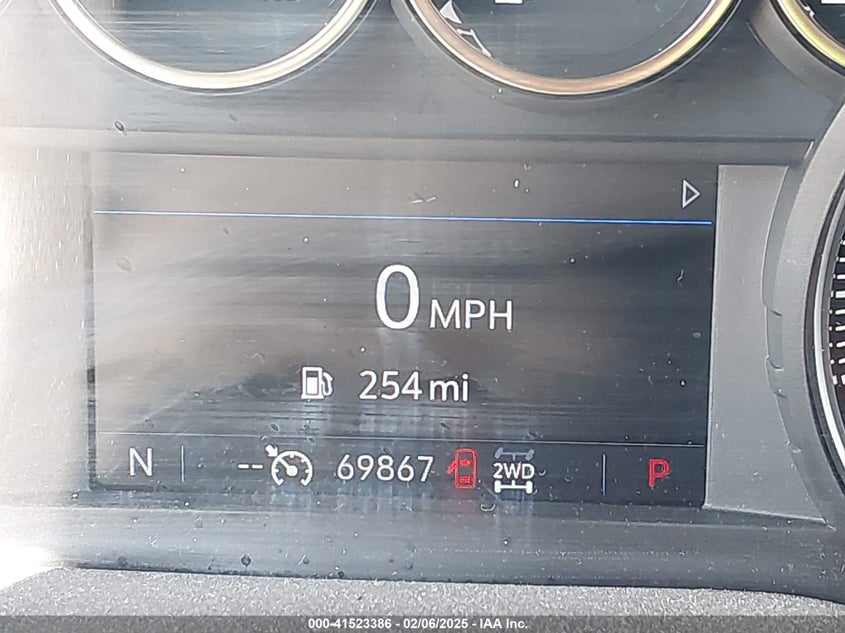 0 MPH
254 mi
N -- 69867 2WD P
000-41523386 - 02/06/2025 - IAA Inc.